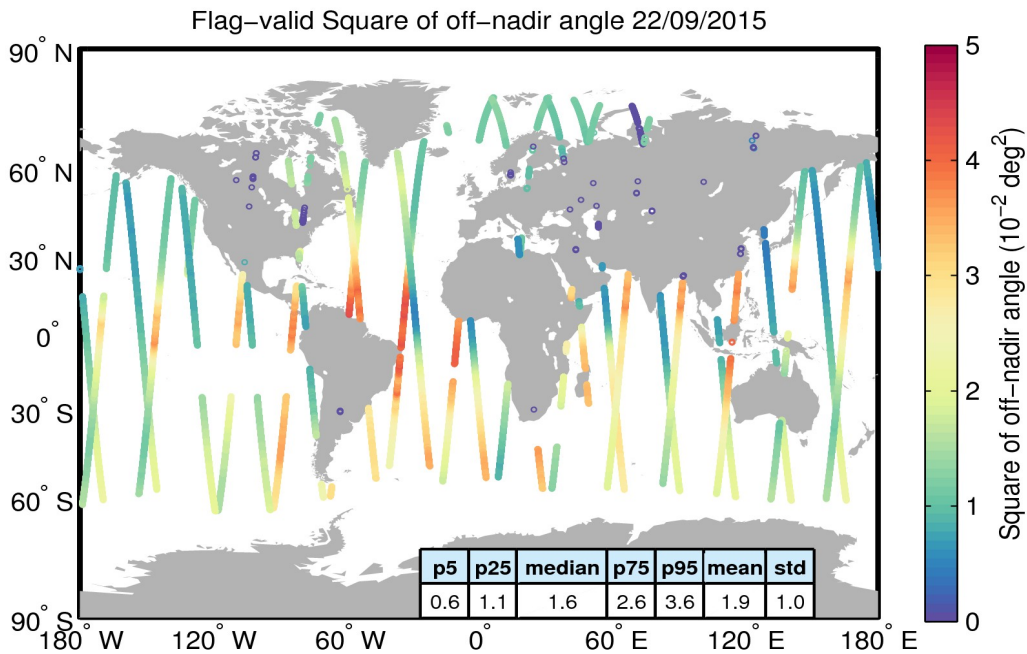 Flag−valid Square of off−nadir angle 22/09/2015
90° N
60° N
30° N
0°
30° S
60° S
90° S
180° W
120° W
60° W
0°
60° E
120° E
180° E
p5 p25 median p75 p95 mean std
0.6 1.1 1.6 2.6 3.6 1.9 1.0
5
4
3
2
1
0
Square of off−nadir angle (10⁻² deg²)